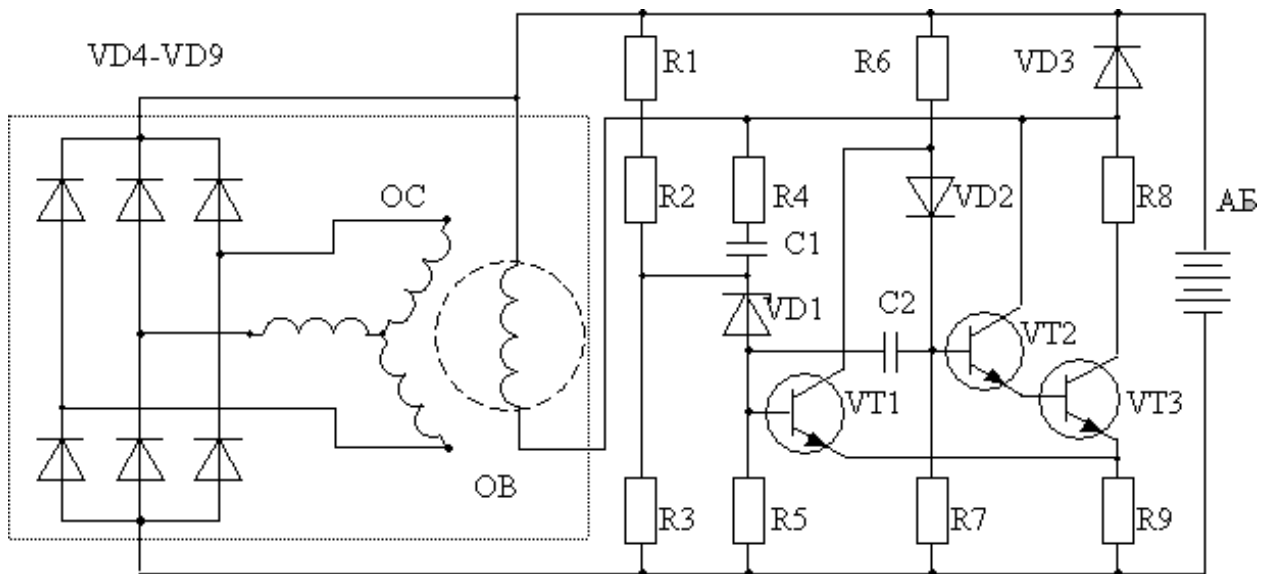 VD4-VD9
R1
R6
VD3
ОС
R2
R4
VD2
R8
АБ
C1
VD1
C2
VT2
VT1
VT3
ОВ
R3
R5
R7
R9